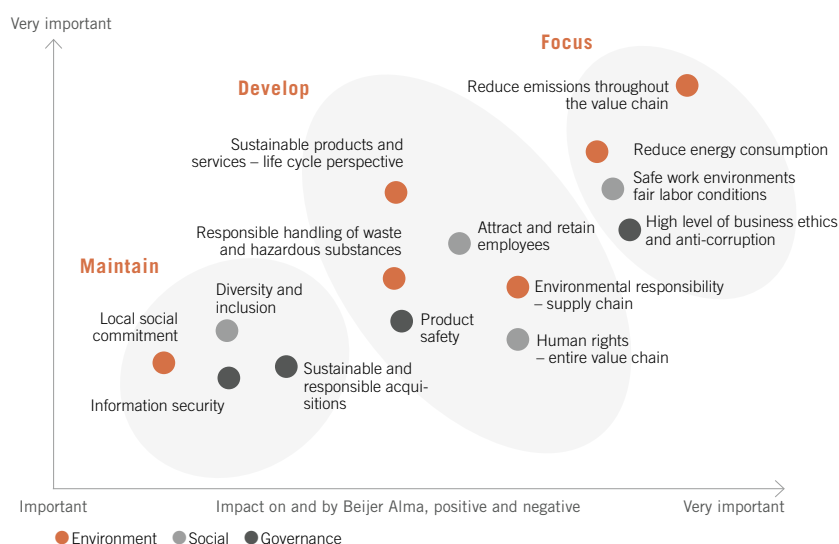 Very important
Focus
Reduce emissions throughout
the value chain
Develop
Sustainable products and
services – life cycle perspective
Reduce energy consumption
Safe work environments
fair labor conditions
High level of business ethics
and anti-corruption
Responsible handling of waste
and hazardous substances
Attract and retain
employees
Maintain
Diversity and
inclusion
Environmental responsibility
– supply chain
Local social
commitment
Product
safety
Human rights
– entire value chain
Sustainable and
responsible acqui-
sitions
Information security
Important
Impact on and by Beijer Alma, positive and negative
Very important
Environment
Social
Governance